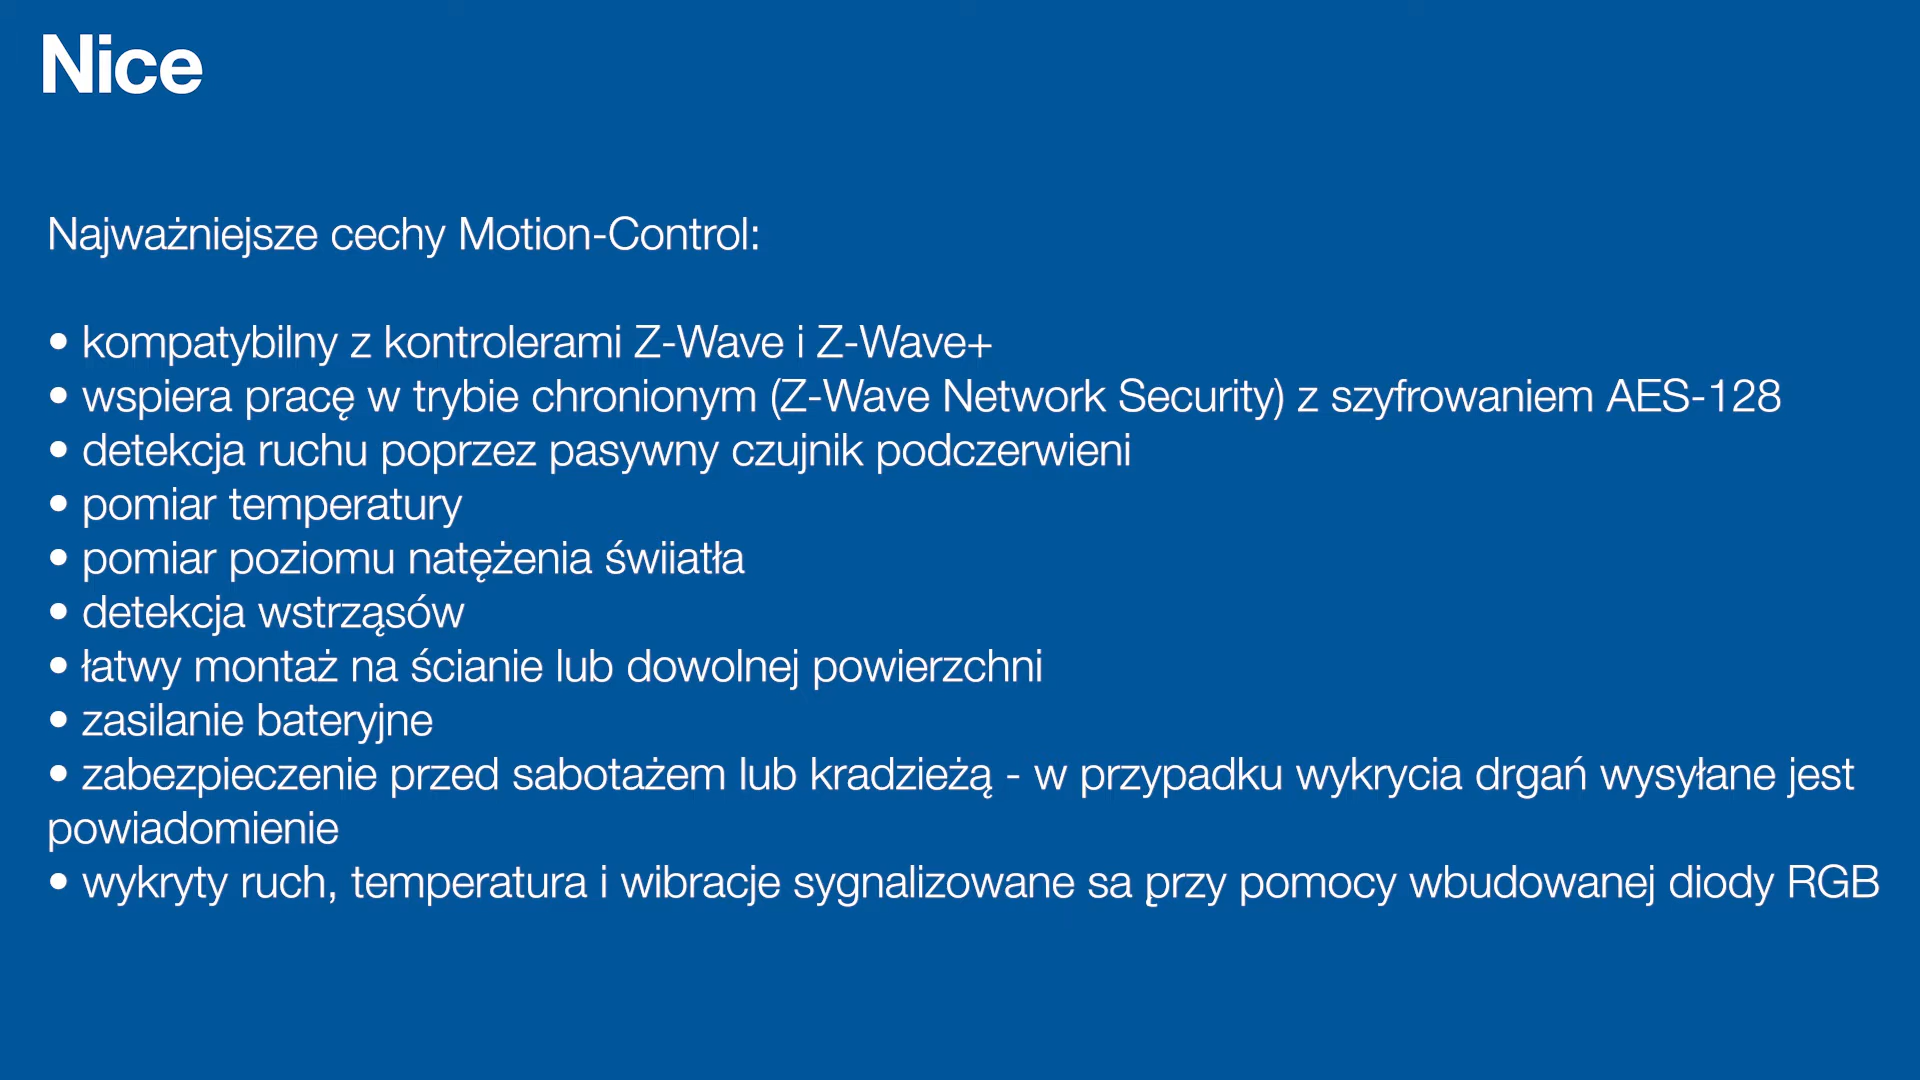 Nice
Najważniejsze cechy Motion-Control:
• kompatybilny z kontrolerami Z-Wave i Z-Wave+
• wspiera pracę w trybie chronionym (Z-Wave Network Security) z szyfrowaniem AES-128
• detekcja ruchu poprzez pasywny czujnik podczerwieni
• pomiar temperatury
• pomiar poziomu natężenia świiatła
• detekcja wstrząsów
• łatwy montaż na ścianie lub dowolnej powierzchni
• zasilanie bateryjne
• zabezpieczenie przed sabotażem lub kradzieżą - w przypadku wykrycia drgań wysyłane jest
powiadomienie
• wykryty ruch, temperatura i wibracje sygnalizowane sa p̨rzy pomocy wbudowanej diody RGB